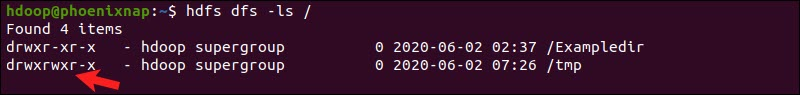 hdoop@phoenixnap:~$ hdfs dfs -ls /
Found 4 items
drwxr-xr-x   - hdoop supergroup          0 2020-06-02 02:37 /Exampledir
drwxrwxr-x   - hdoop supergroup          0 2020-06-02 07:26 /tmp